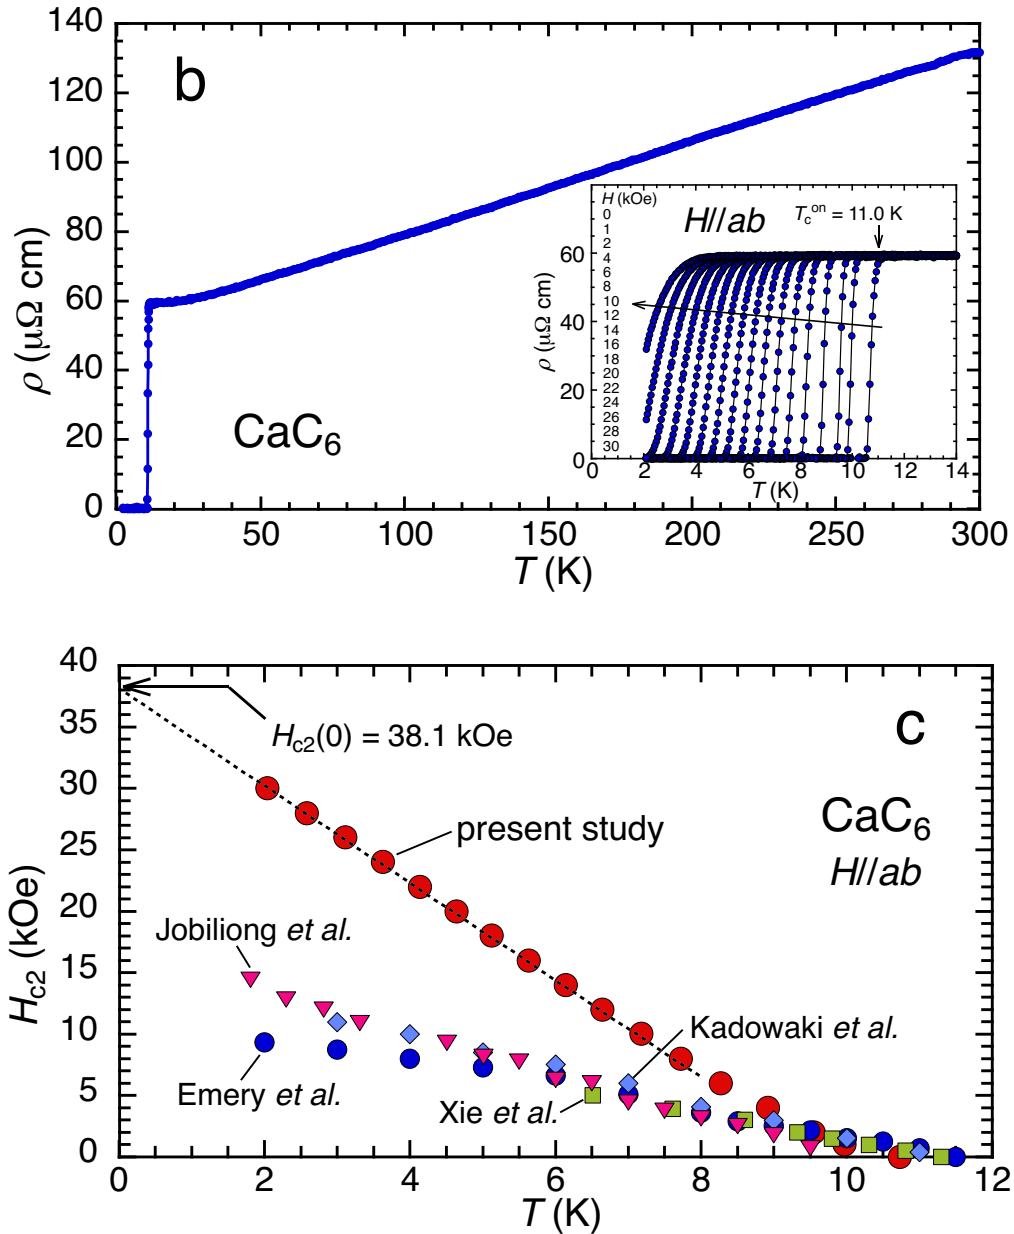 b
140
120
100
80
60
40
20
0
ρ (μΩ cm)
CaC6
0 50 100 150 200 250 300
T (K)
H (kOe)
0
1
2
4
6
8
10
12
14
16
18
20
22
24
26
28
30
H//ab
Tc^on = 11.0 K
60
40
20
0
ρ (μΩ cm)
0 2 4 6 8 10 12 14
T (K)
c
40
35
30
25
20
15
10
5
0
Hc2 (kOe)
Hc2(0) = 38.1 kOe
CaC6
present study
H//ab
Jobiliong et al.
Kadowaki et al.
Emery et al.
Xie et al.
0 2 4 6 8 10 12
T (K)